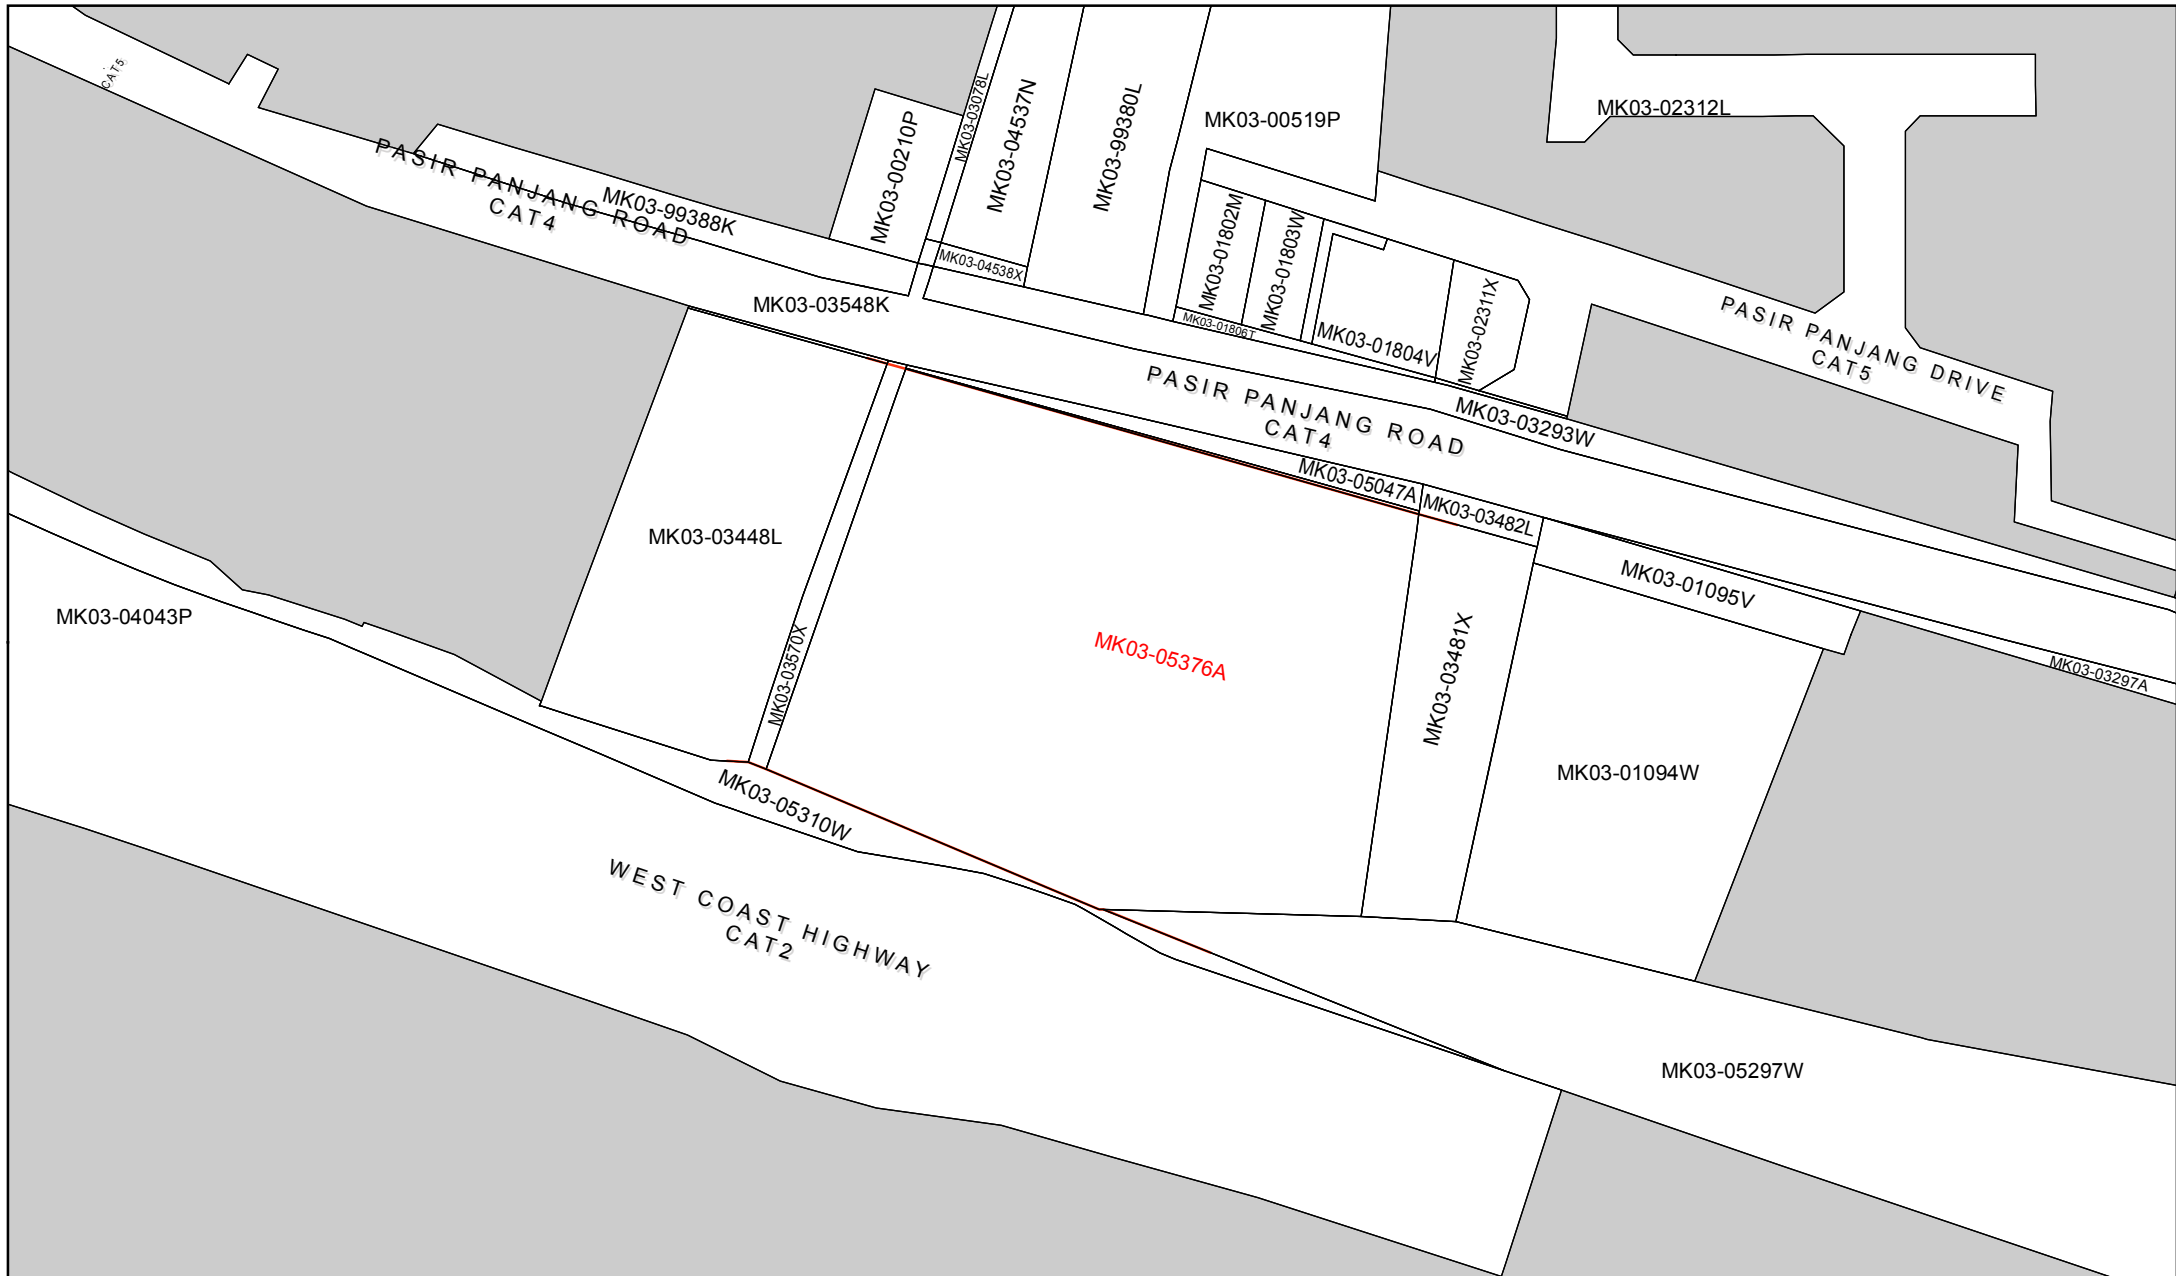 CAT5
MK03-03078L
MK03-04537N
MK03-99380L
MK03-00519P
MK03-02312L
MK03-00210P
PASIR PANJANG ROAD
CAT4
MK03-99388K
MK03-01802M
MK03-01803W
MK03-04538X
MK03-03548K
MK03-01806T
MK03-01804V
MK03-02311X
PASIR PANJANG DRIVE
CAT5
PASIR PANJANG ROAD
CAT4
MK03-03293W
MK03-05047A
MK03-03482L
MK03-03448L
MK03-01095V
MK03-04043P
MK03-03570X
MK03-05376A
MK03-03481X
MK03-03297A
MK03-01094W
MK03-05310W
WEST COAST HIGHWAY
CAT2
MK03-05297W